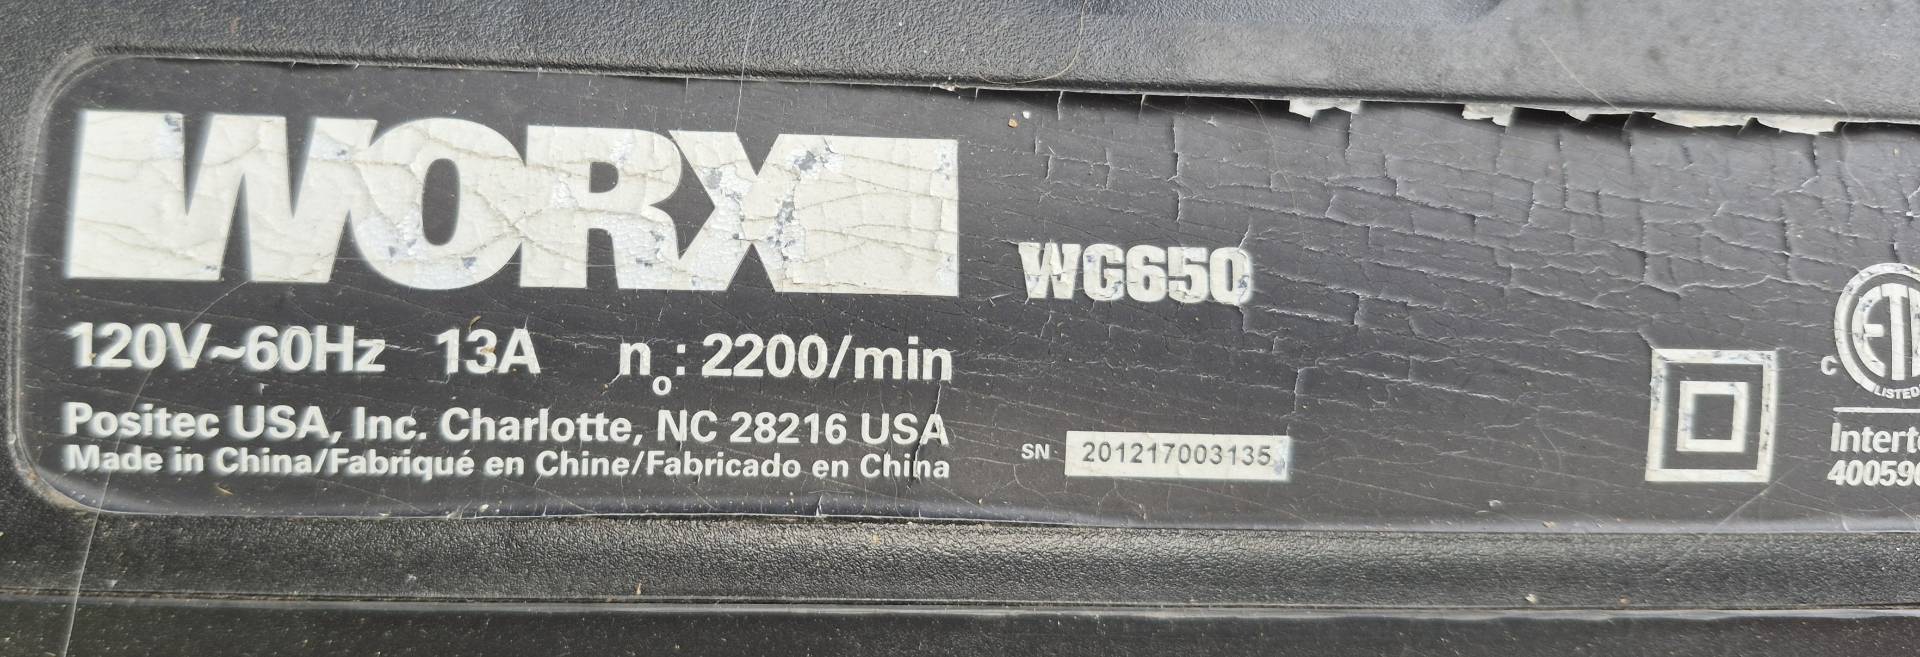 WORX
WG650
120V~60Hz 13A n₀: 2200/min
Positec USA, Inc. Charlotte, NC 28216 USA
Made in China/Fabriqué en Chine/Fabricado en China
SN 201217003135
C
LISTED